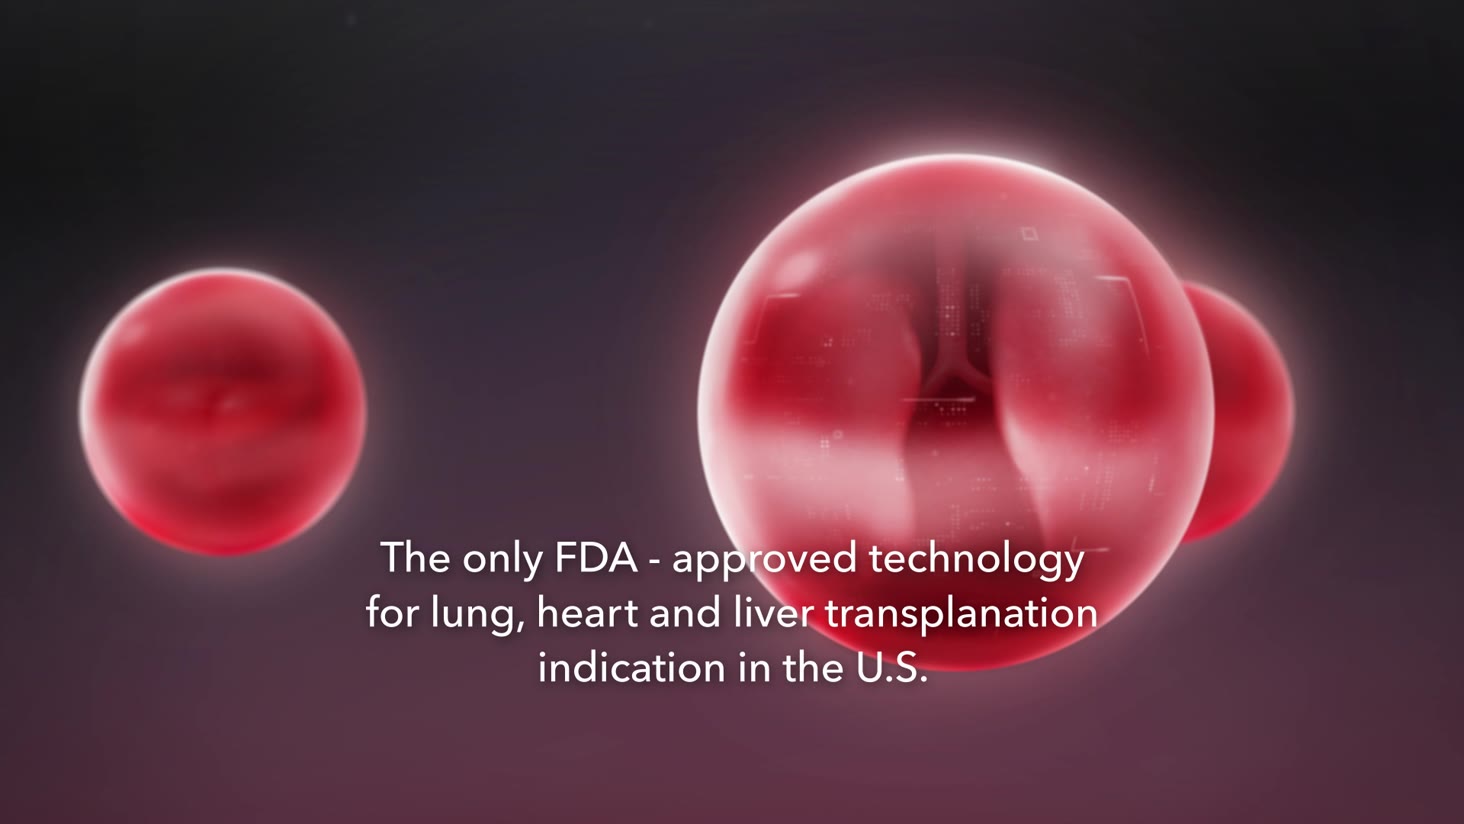 The only FDA - approved technology
for lung, heart and liver transplanation
indication in the U.S.